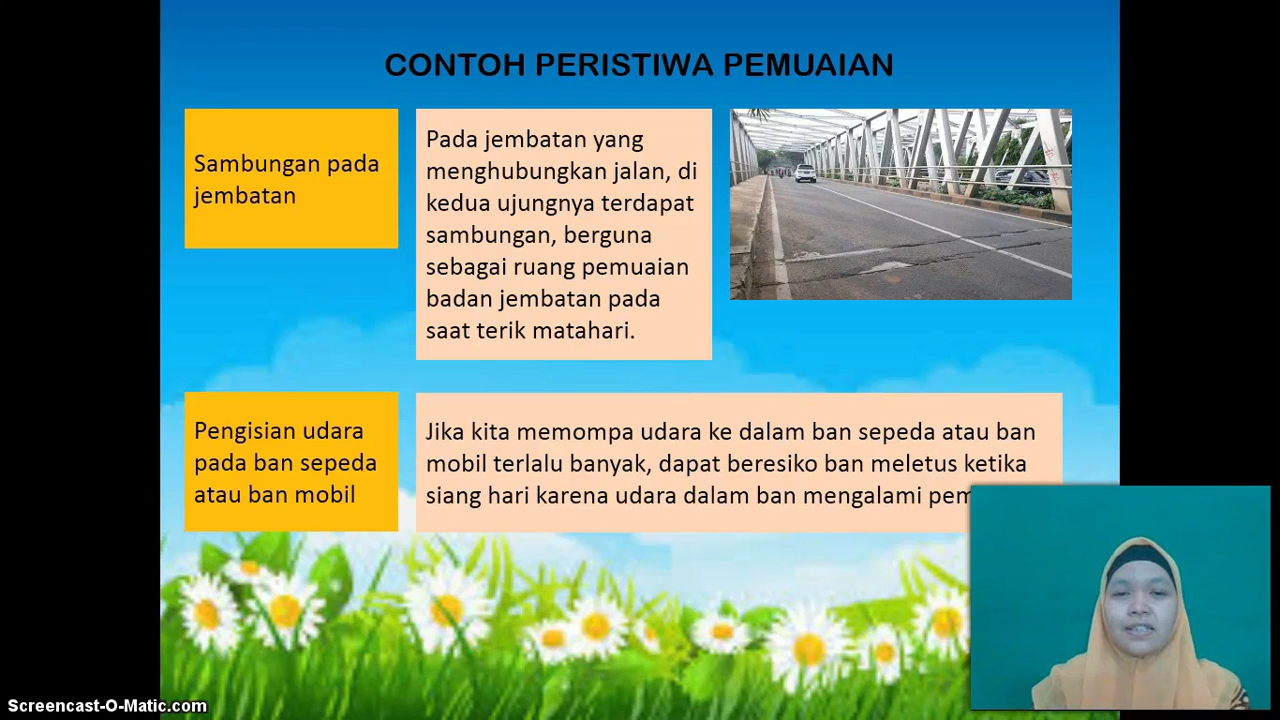 CONTOH PERISTIWA PEMUAIAN
Sambungan pada
jembatan
Pada jembatan yang
menghubungkan jalan, di
kedua ujungnya terdapat
sambungan, berguna
sebagai ruang pemuaian
badan jembatan pada
saat terik matahari.
Pengisian udara
pada ban sepeda
atau ban mobil
Jika kita memompa udara ke dalam ban sepeda atau ban
mobil terlalu banyak, dapat beresiko ban meletus ketika
siang hari karena udara dalam ban mengalami
Screencast-O-Matic.com